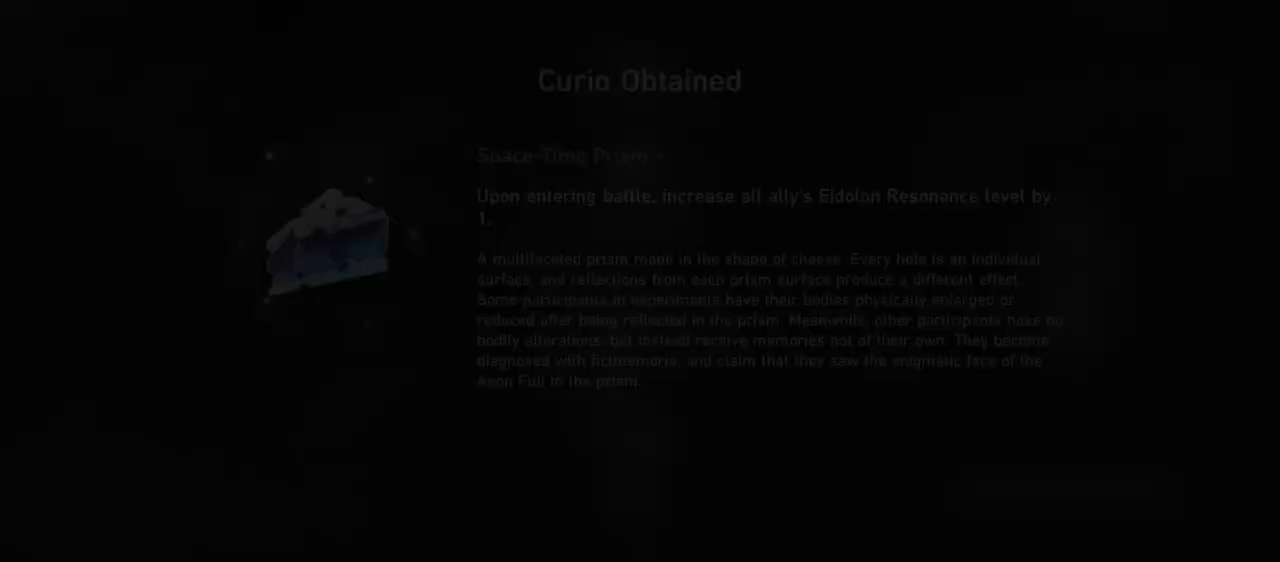 Curio Obtained
Space-Time Prism
Upon entering battle, increase all ally's Eidolon Resonance level by
1.
A multifaceted prism made in the shape of cheese. Every hole is an individual
surface, and reflections from each prism surface produce a different effect.
Some participants in experiments have their bodies physically enlarged or
reduced after being reflected in the prism. Meanwhile, other participants have no
bodily alterations, but instead receive memories not of their own. They become
diagnosed with fictmemoria, and claim that they saw the enigmatic face of the
Aeon Fuli in the prism.